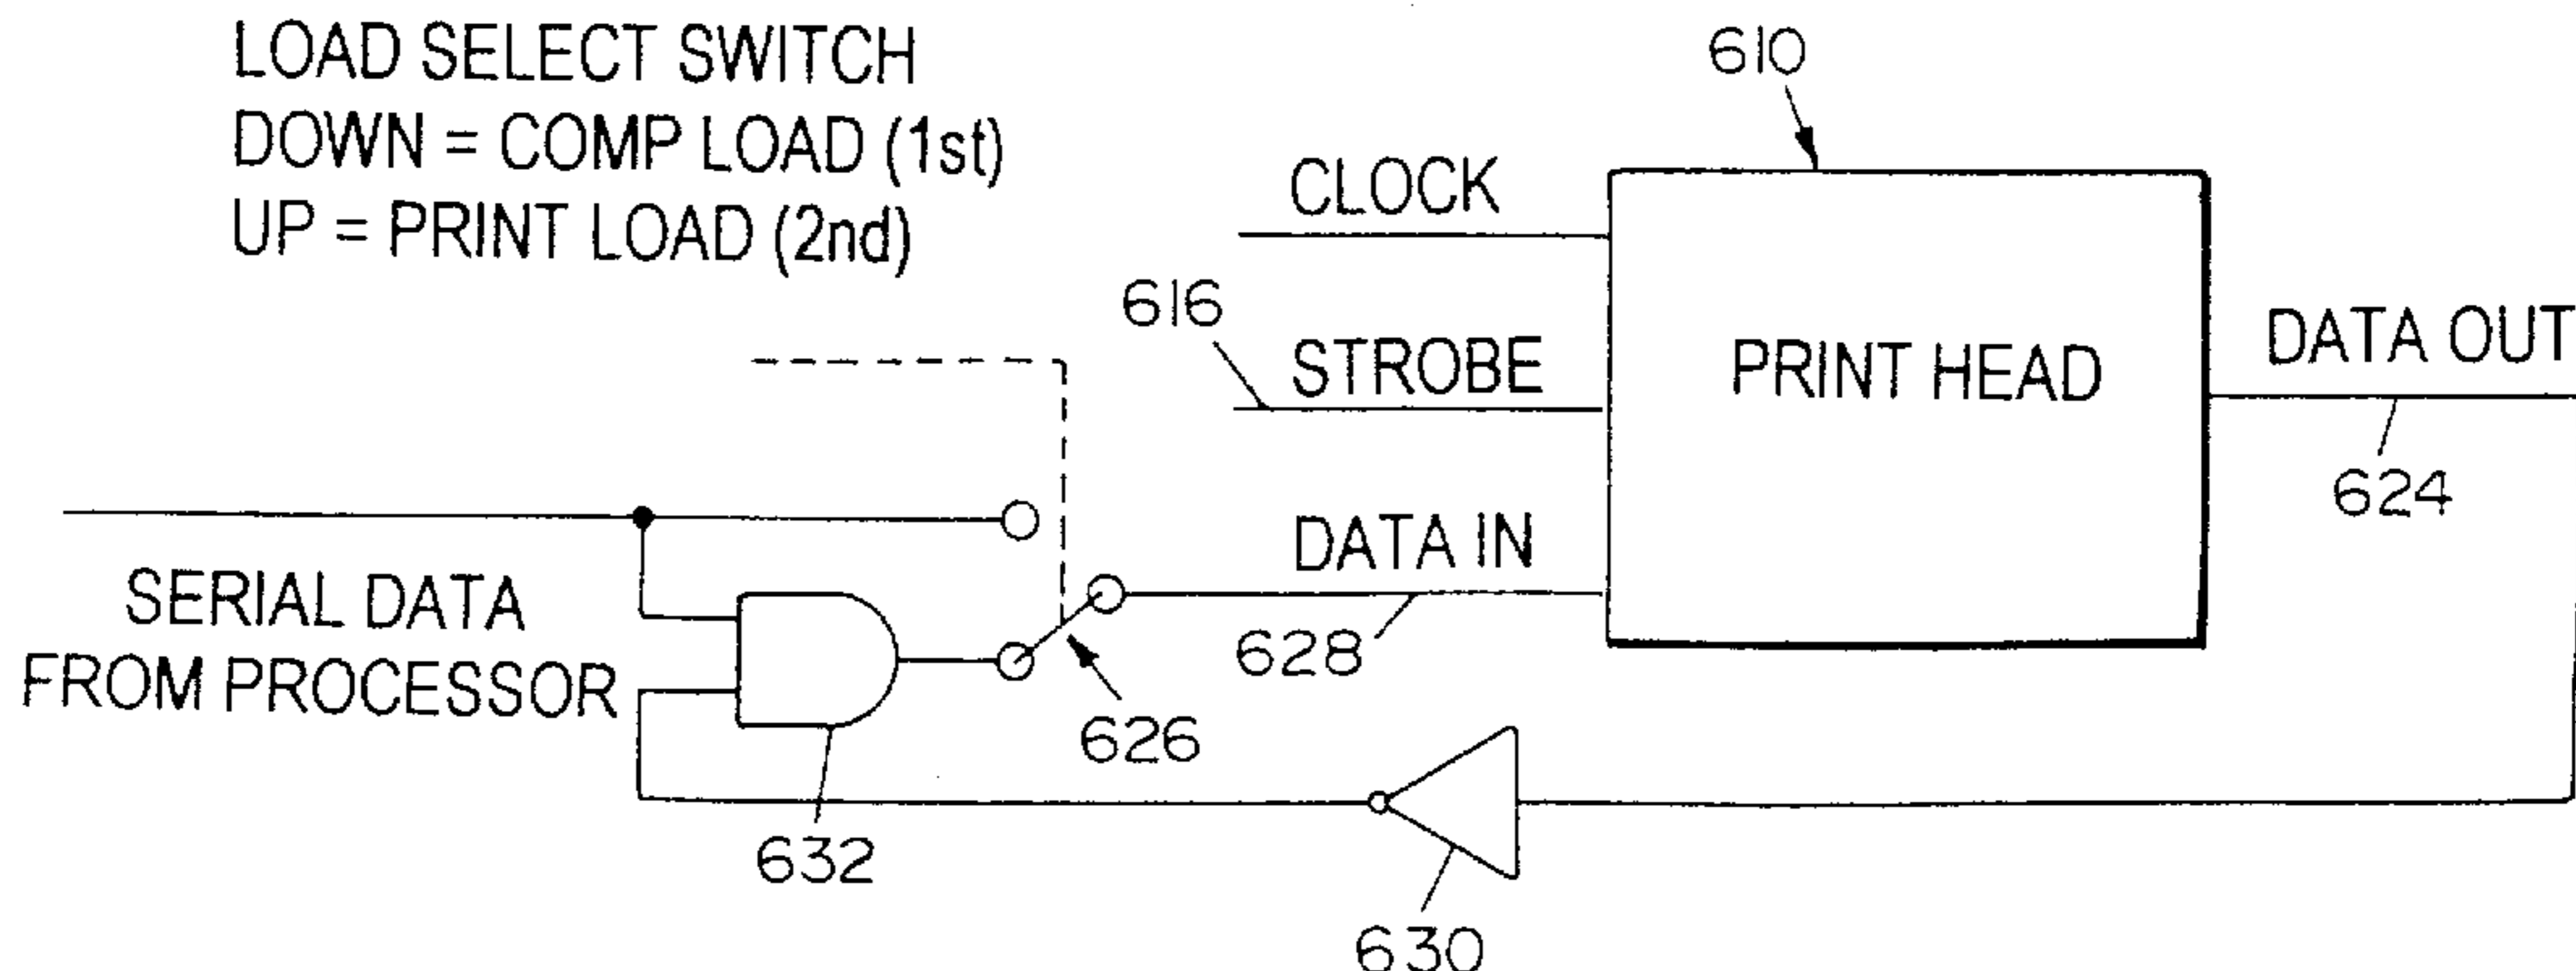 LOAD SELECT SWITCH
DOWN = COMP LOAD (1st)
UP = PRINT LOAD (2nd)
610
CLOCK
616
STROBE
PRINT HEAD
DATA OUT
624
DATA IN
628
SERIAL DATA
FROM PROCESSOR
626
632
630